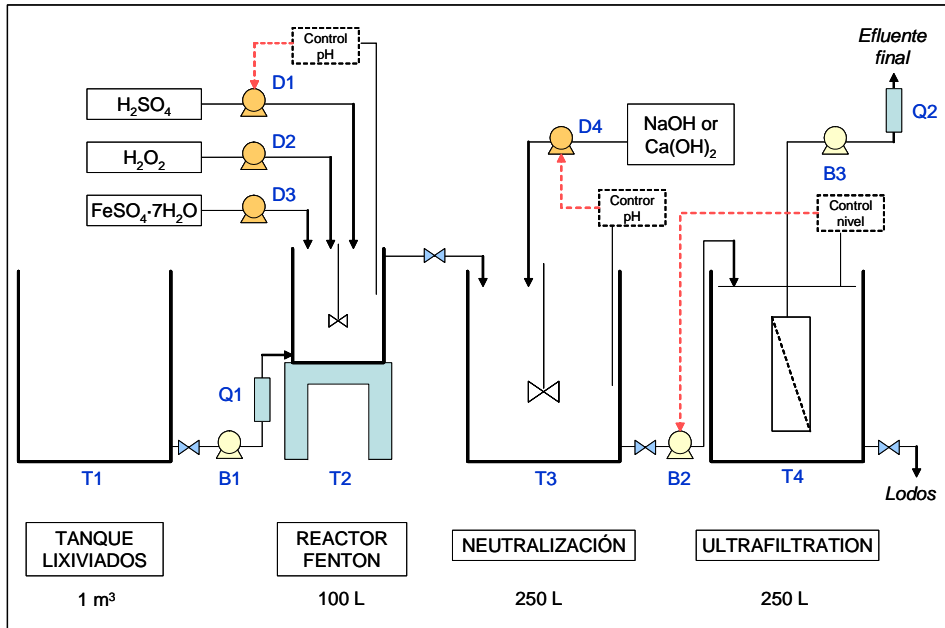 Control
pH
Efluente
final
D1
H₂SO₄
Q2
D2
D4
NaOH or
Ca(OH)₂
H₂O₂
B3
D3
FeSO₄·7H₂O
Contror
pH
Control
nivel
Q1
T1
B1
T2
T3
B2
T4
Lodos
TANQUE
LIXIVIADOS
REACTOR
FENTON
NEUTRALIZACIÓN
ULTRAFILTRATION
1 m³
100 L
250 L
250 L